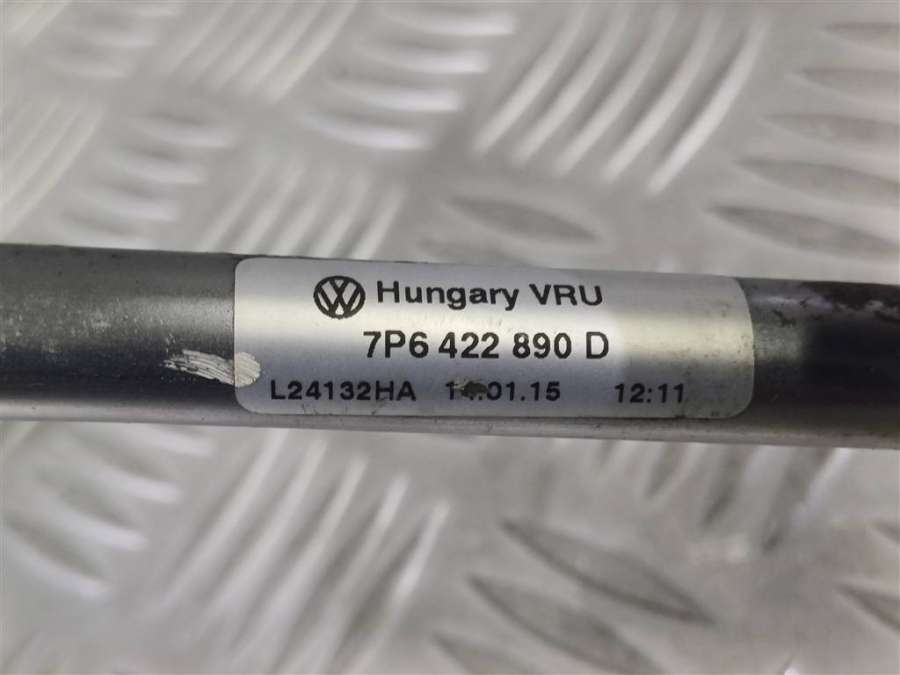 Hungary VRU
7P6 422 890 D
L24132HA 12:11